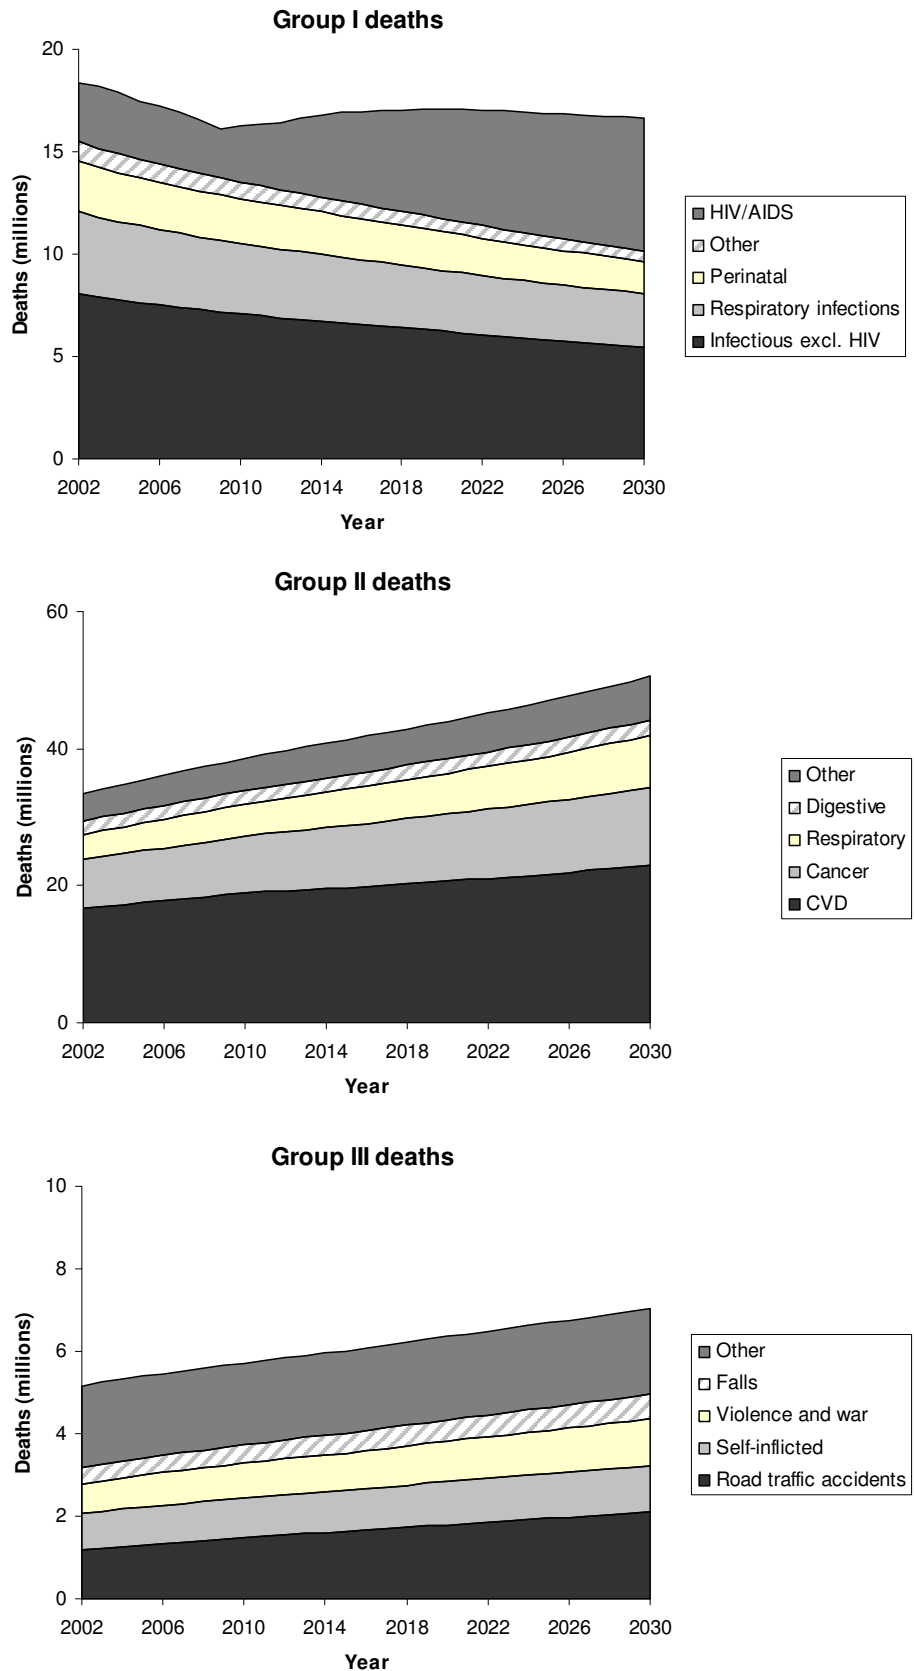 Group I deaths
20
15
10
5
0
Deaths (millions)
2002 2006 2010 2014 2018 2022 2026 2030
Year
HIV/AIDS
Other
Perinatal
Respiratory infections
Infectious excl. HIV
Group II deaths
60
40
20
0
Deaths (millions)
2002 2006 2010 2014 2018 2022 2026 2030
Year
Other
Digestive
Respiratory
Cancer
CVD
Group III deaths
10
8
6
4
2
0
Deaths (millions)
2002 2006 2010 2014 2018 2022 2026 2030
Year
Other
Falls
Violence and war
Self-inflicted
Road traffic accidents